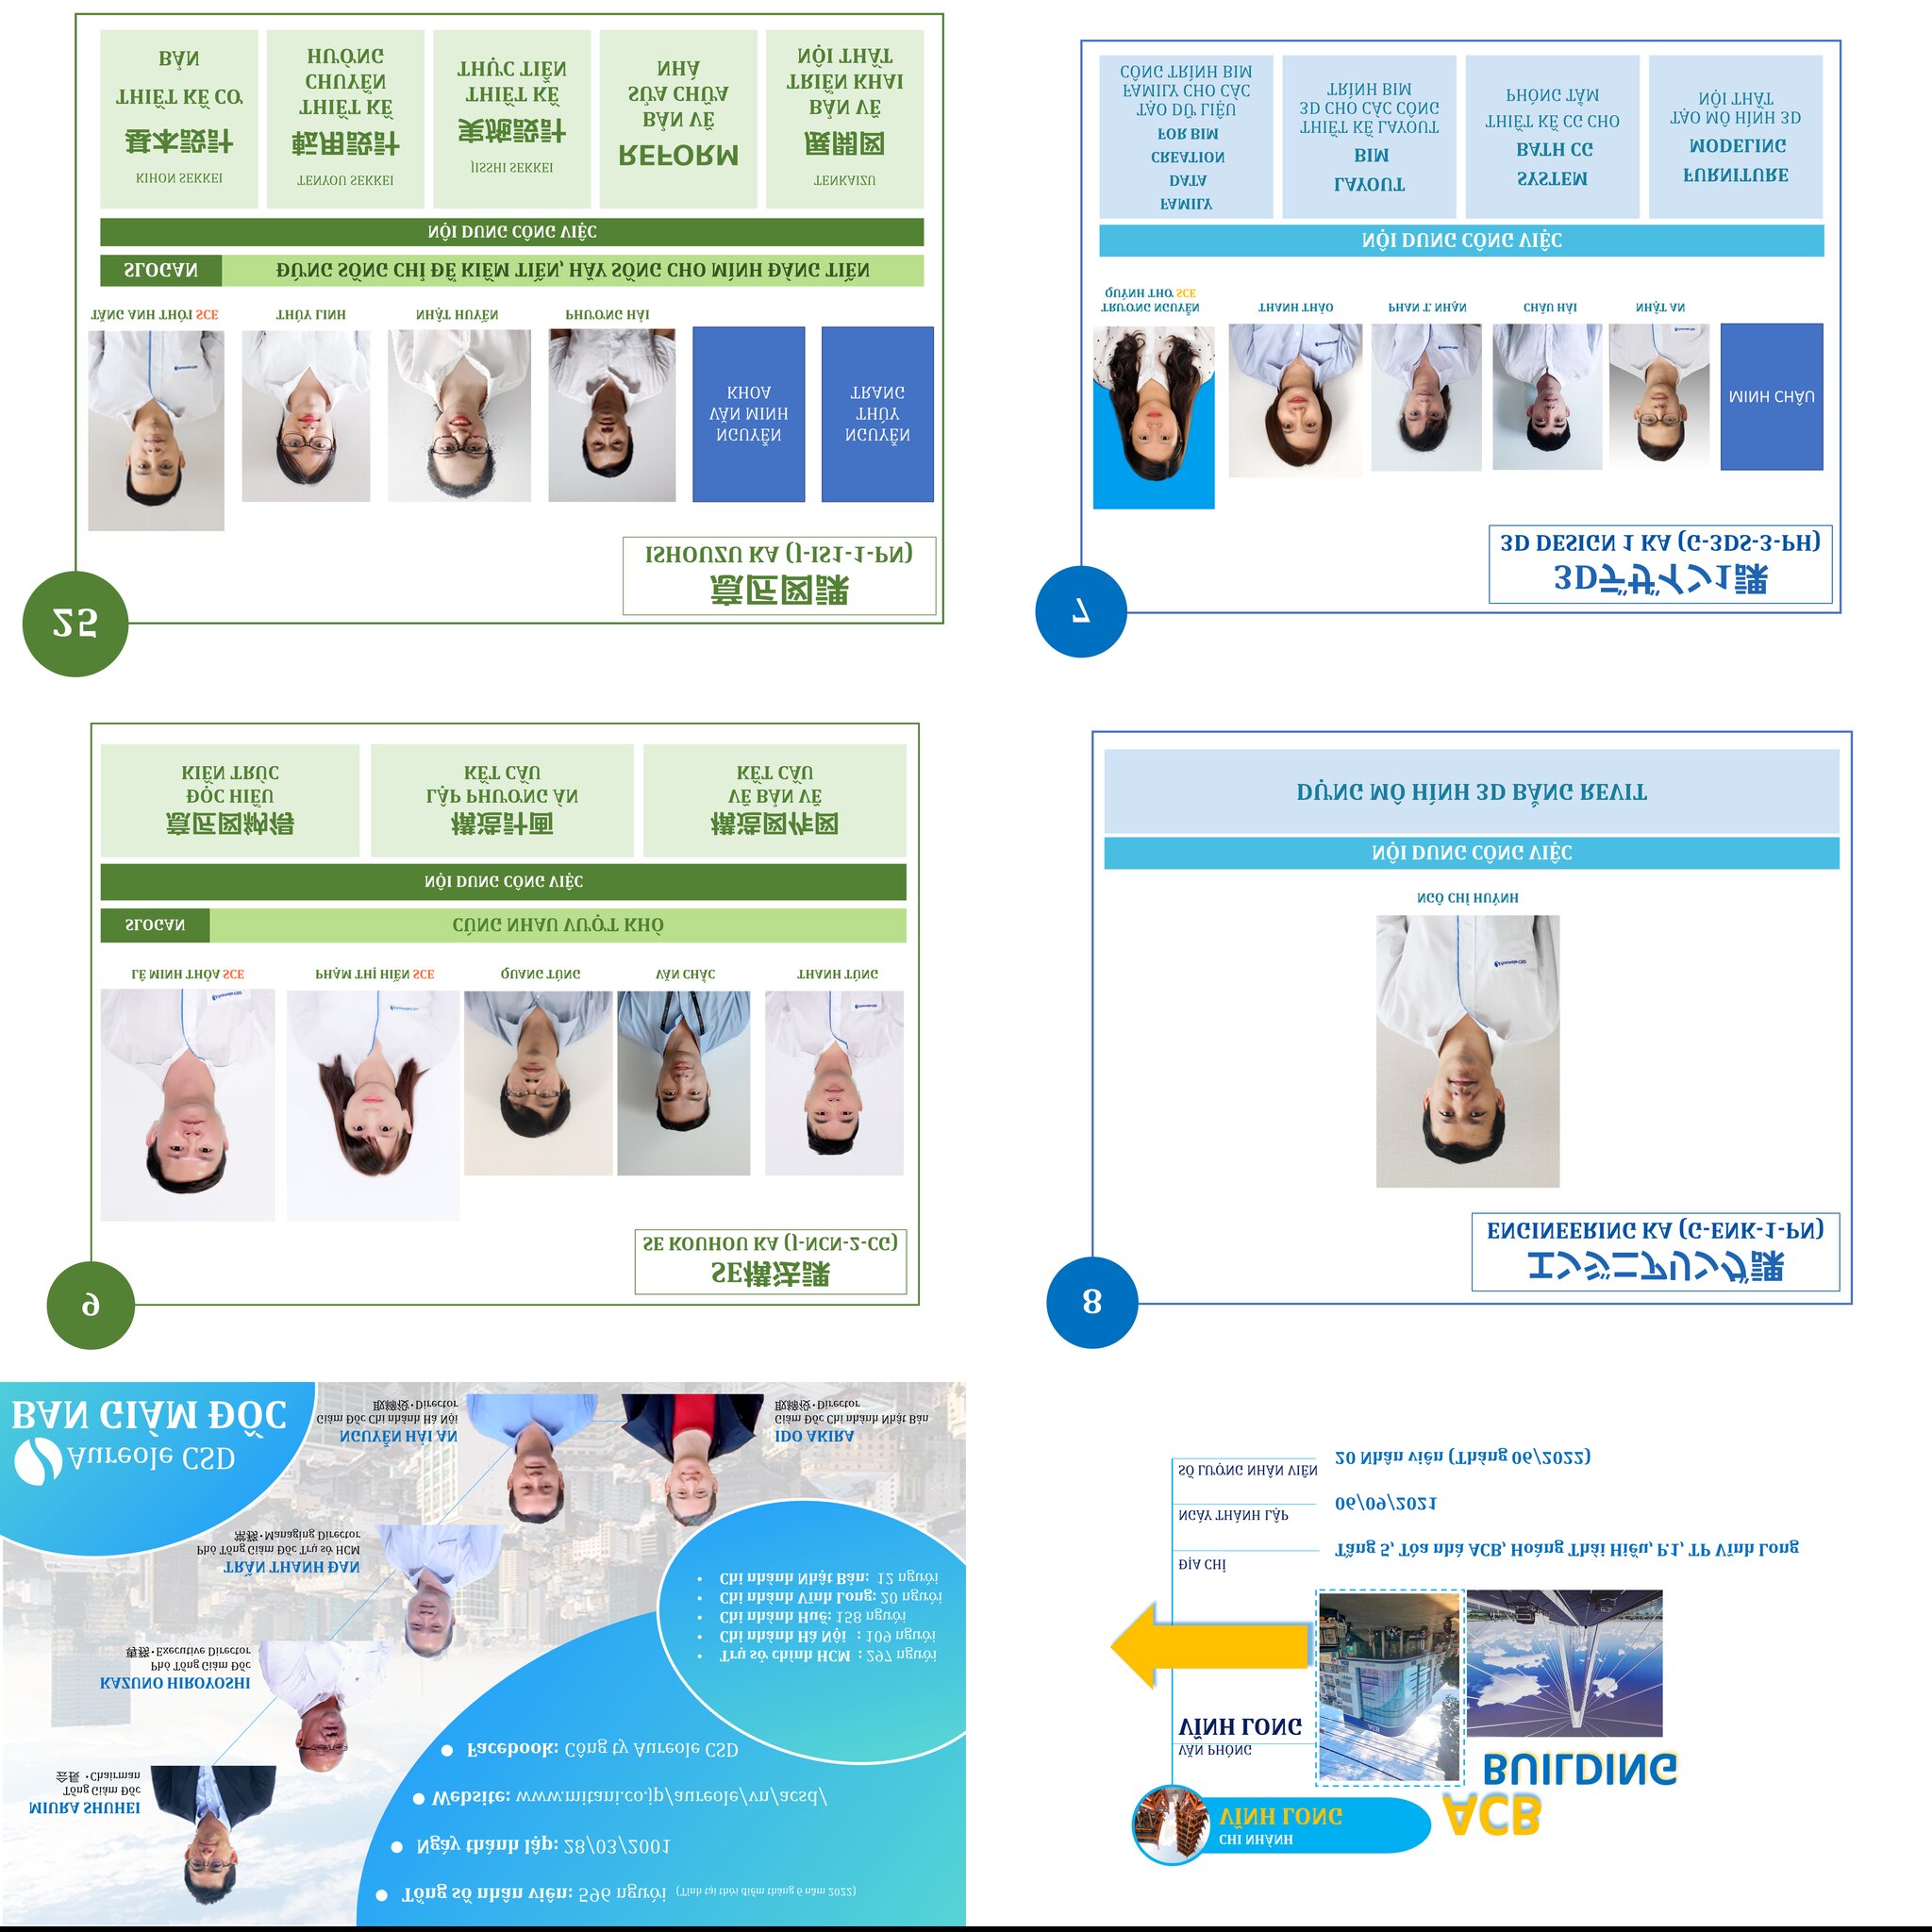 Tổng số nhân viên: 596 người (Tính tại thời điểm tháng 6 năm 2022)
Ngày thành lập: 28/03/2001
Website: www.mitani.co.jp/aureole/vn/acsd/
Facebook: Công ty Aureole CSD
MIURA SHUHEI
Tổng Giám Đốc
会長・Chairman
KAZUNO HIROYOSHI
Phó Tổng Giám Đốc
専務・Executive Director
TRẦN THANH ĐAN
Phó Tổng Giám Đốc Trụ sở HCM
常務・Managing Director
Trụ sở chính HCM : 297 người
Chi nhánh Hà Nội : 109 người
Chi nhánh Huế: 158 người
Chi nhánh Vĩnh Long: 20 người
Chi nhánh Nhật Bản: 12 người
NGUYỄN HẢI AN
Giám Đốc Chi nhánh Hà Nội
取締役・Director
IDO AKIRA
Giám Đốc Chi nhánh Nhật Bản
取締役・Director
Aureole CSD
BAN GIÁM ĐỐC
CHI NHÁNH
VĨNH LONG
ACB
BUILDING
VĂN PHÒNG
VĨNH LONG
ACB
ĐỊA CHỈ
Tầng 5, Tòa nhà ACB, Hoàng Thái Hiếu, P.1, TP Vĩnh Long
NGÀY THÀNH LẬP
06/09/2021
SỐ LƯỢNG NHÂN VIÊN
20 Nhân viên (Tháng 06/2022)
9
SE構法課
SE KOUHOU KA (J-NCN-2-CG)
LÊ MINH THỎA SCE
PHẠM THỊ HIỀN SCE
QUANG TÙNG
VĂN CHẮC
THANH TÙNG
SLOGAN
CÙNG NHAU VƯỢT KHÓ
NỘI DUNG CÔNG VIỆC
意匠図納得
ĐỌC HIỂU
KIẾN TRÚC
構造計画
LẬP PHƯƠNG ÁN
KẾT CẤU
構造図作図
VẼ BẢN VẼ
KẾT CẤU
8
エンジニアリング課
ENGINEERING KA (G-ENK-1-PN)
Aureole CSD
NGÔ CHÍ HUỲNH
NỘI DUNG CÔNG VIỆC
DỰNG MÔ HÌNH 3D BẰNG REVIT
25
意匠図課
ISHOUZU KA (J-IS1-1-PN)
TĂNG ANH THỜI SCE
THÙY LINH
NHẬT HUYỀN
PHƯƠNG HẢI
NGUYỄN
VĂN MINH
KHOA
NGUYỄN
THÙY
TRANG
SLOGAN
ĐỪNG SỐNG CHỈ ĐỂ KIẾM TIỀN, HÃY SỐNG CHO MÌNH ĐÁNG TIỀN
NỘI DUNG CÔNG VIỆC
KIHON SEKKEI
基本設計
THIẾT KẾ CƠ
BẢN
TENYOU SEKKEI
転用設計
THIẾT KẾ
CHUYỂN
HƯỚNG
JISSHI SEKKEI
実施設計
THIẾT KẾ
THỰC TIỄN
REFORM
BẢN VẼ
SỬA CHỮA
NHÀ
TENKAIZU
展開図
BẢN VẼ
TRIỂN KHAI
NỘI THẤT
7
3Dデザイン1課
3D DESIGN 1 KA (G-3DS-3-PH)
MINH CHÂU
TRƯƠNG NGUYỄN
QUỲNH THƠ SCE
THANH THẢO
PHAN T. NHÂN
CHÂU HẢI
NHẬT AN
NỘI DUNG CÔNG VIỆC
FAMILY
DATA
CREATION
FOR BIM
TẠO DỮ LIỆU
FAMILY CHO CÁC
CÔNG TRÌNH BIM
LAYOUT
BIM
THIẾT KẾ LAYOUT
3D CHO CÁC CÔNG
TRÌNH BIM
SYSTEM
BATH CG
THIẾT KẾ CG CHO
PHÒNG TẮM
FURNITURE
MODELING
TẠO MÔ HÌNH 3D
NỘI THẤT